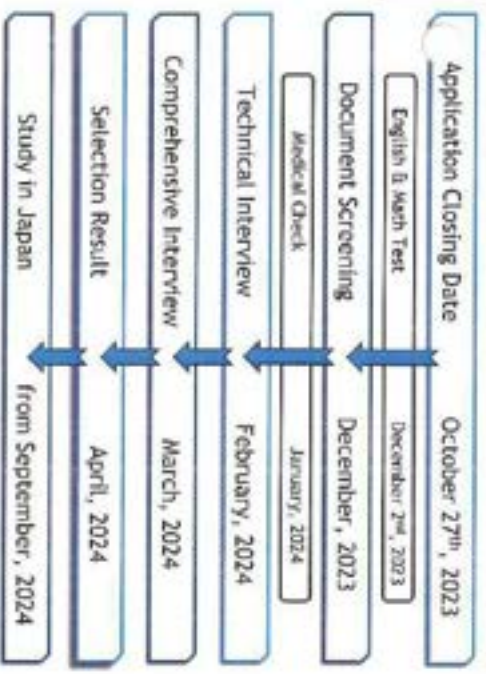 Application Closing Date October 27th, 2023
English & Math Test December 2nd, 2023
Document Screening December, 2023
Medical Check January, 2024
Technical Interview February, 2024
Comprehensive Interview March, 2024
Selection Result April, 2024
Study in Japan from September, 2024